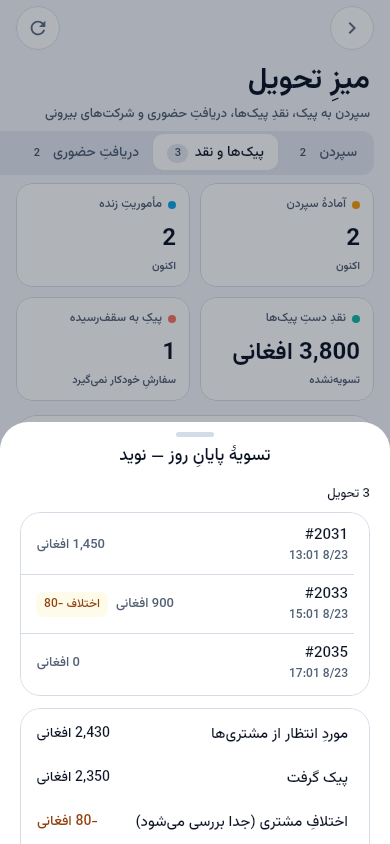 میزِ تحویل
سپردن به پیک، نقدِ پیک‌ها، دریافتِ حضوری و شرکت‌های بیرونی
سپردن 2
پیک‌ها و نقد 3
دریافتِ حضوری 2
آمادهٔ سپردن
2
اکنون
مأموریتِ زنده
2
اکنون
نقدِ دستِ پیک‌ها
3,800 افغانی
تسویه‌نشده
پیکِ به سقف‌رسیده
1
سفارشِ خودکار نمی‌گیرد
تسویهٔ پایانِ روز — نوید
3 تحویل
#2031
1,450 افغانی
8/23 13:01
#2033
900 افغانی
اختلاف -80
8/23 15:01
#2035
0 افغانی
8/23 17:01
موردِ انتظار از مشتری‌ها 2,430 افغانی
پیک گرفت 2,350 افغانی
اختلافِ مشتری (جدا بررسی می‌شود) -80 افغانی